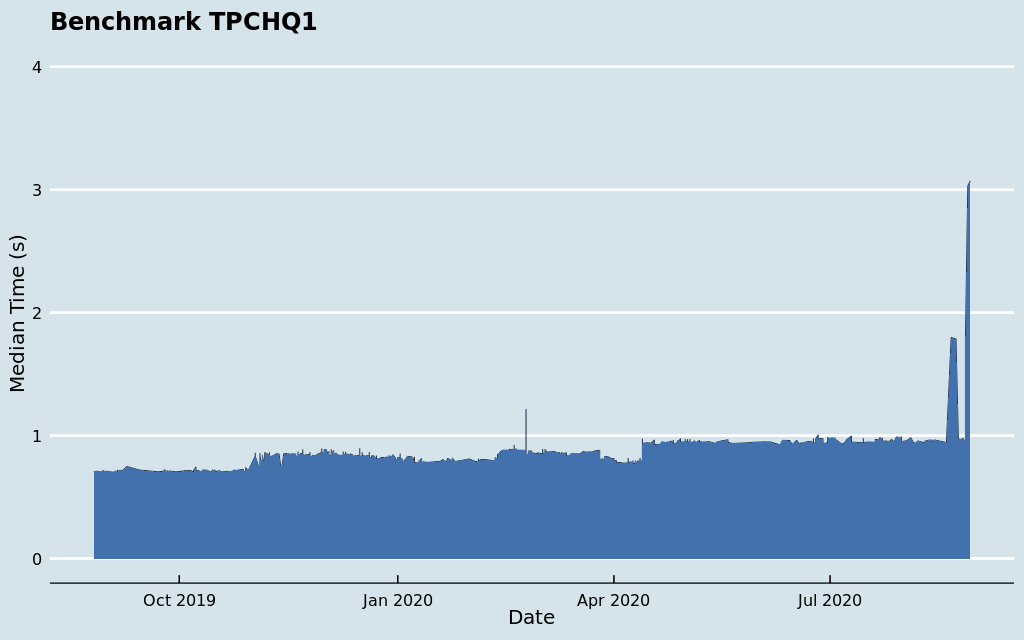 Benchmark TPCHQ1
4
3
2
1
0
Median Time (s)
Oct 2019
Jan 2020
Apr 2020
Jul 2020
Date